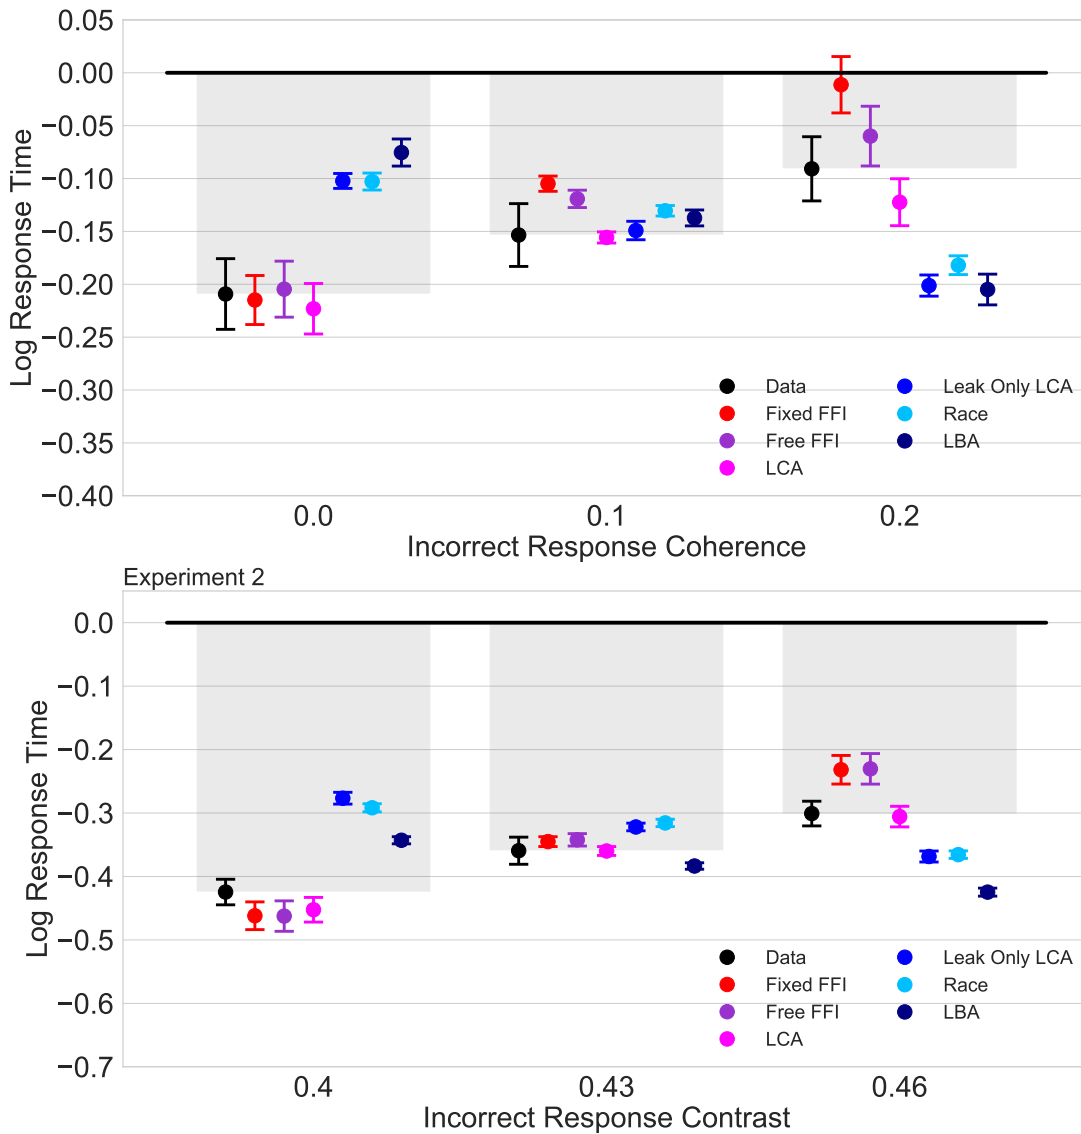 0.05
0.00
−0.05
−0.10
−0.15
−0.20
−0.25
−0.30
−0.35
−0.40
Log Response Time
Data
Fixed FFI
Free FFI
LCA
Leak Only LCA
Race
LBA
0.0 0.1 0.2
Incorrect Response Coherence
Experiment 2
0.0
−0.1
−0.2
−0.3
−0.4
−0.5
−0.6
−0.7
Log Response Time
Data
Fixed FFI
Free FFI
LCA
Leak Only LCA
Race
LBA
0.4 0.43 0.46
Incorrect Response Contrast